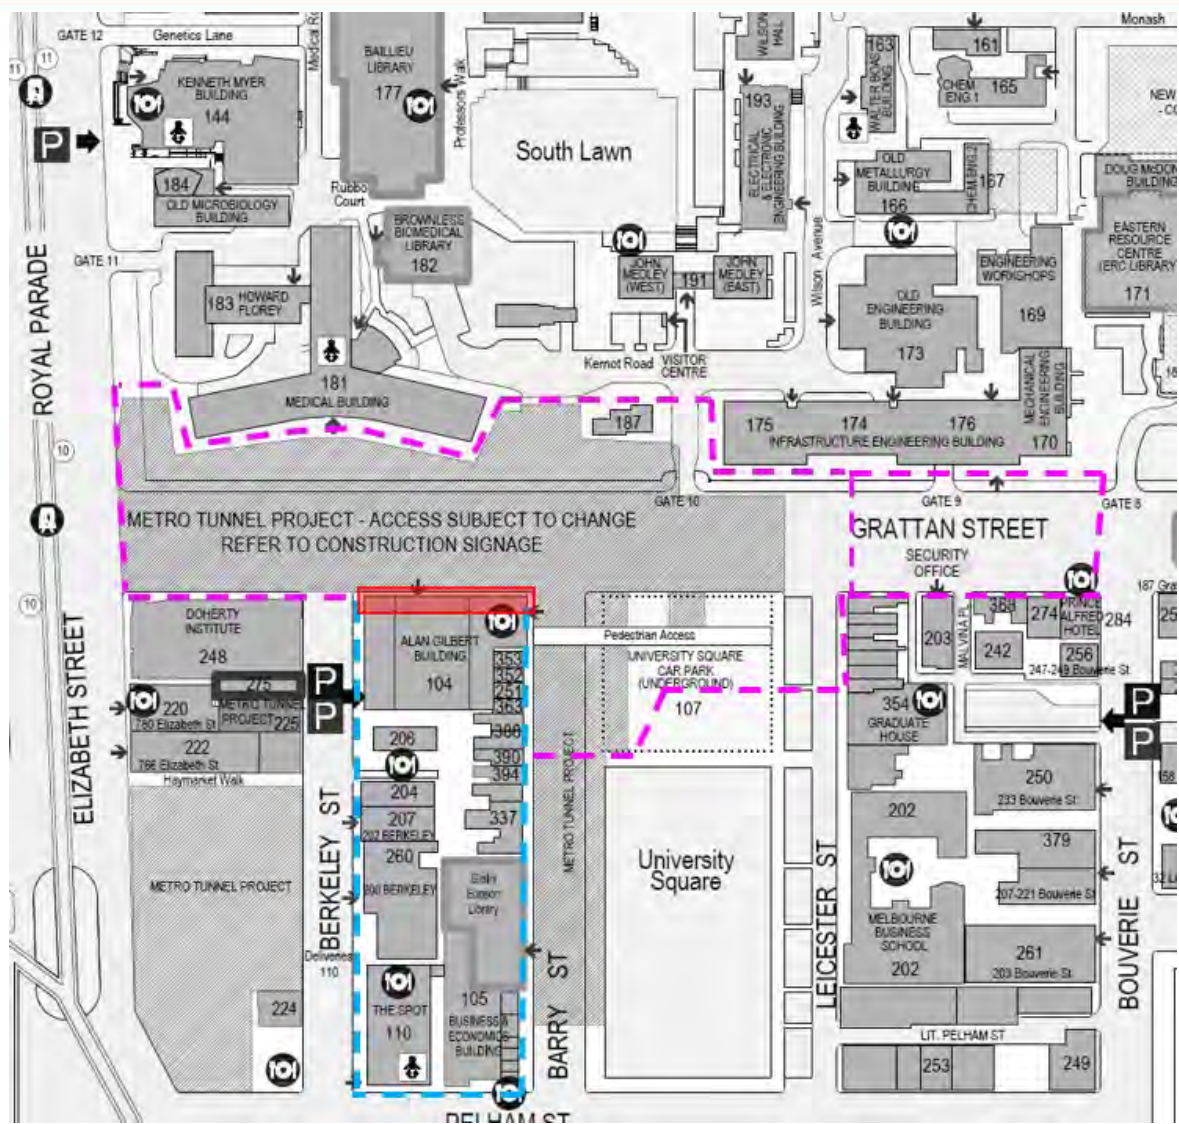 GATE 12
Genetics Lane
Monash
11
11
KENNETH MYER
BUILDING
144
P
184
OLD MICROBIOLOGY
BUILDING
BAILLIEU
LIBRARY
177
Professors Walk
South Lawn
WILSON
HALL
193
ELECTRICAL
& ELECTRONIC
ENGINEERING BUILDING
163
WALTER BOAS
BUILDING
161
CHEM
ENG.1
165
OLD
METALLURGY
BUILDING
166
CHEM ENG.2
167
DOUG McDON
BUILDING
EASTERN
RESOURCE
CENTRE
(ERC LIBRARY)
171
Rubbo
Court
BROWNLESS
BIOMEDICAL
LIBRARY
182
GATE 11
183 HOWARD
FLOREY
JOHN
MEDLEY
(WEST)
191
JOHN
MEDLEY
(EAST)
Kernot Road
VISITOR
CENTRE
Wilson Avenue
OLD
ENGINEERING
BUILDING
173
ENGINEERING
WORKSHOPS
169
ROYAL PARADE
181
MEDICAL BUILDING
187
175
174
176
INFRASTRUCTURE ENGINEERING BUILDING
MECHANICAL
ENGINEERING
BUILDING
170
10
GATE 10
GATE 9
GATE 8
METRO TUNNEL PROJECT - ACCESS SUBJECT TO CHANGE
REFER TO CONSTRUCTION SIGNAGE
GRATTAN STREET
SECURITY
OFFICE
10
ELIZABETH STREET
DOHERTY
INSTITUTE
248
275
METRO TUNNEL
PROJECT
225
220
780 Elizabeth St
222
766 Elizabeth St
Haymarket Walk
METRO TUNNEL PROJECT
224
P
P
BERKELEY ST
Deliveries
110
ALAN GILBERT
BUILDING
104
353
352
251
363
388
390
394
337
206
204
207
202 BERKELEY
260
200 BERKELEY
Library
THE SPOT
110
105
BUSINESS &
ECONOMICS
BUILDING
BARRY ST
PELHAM ST
Pedestrian Access
UNIVERSITY SQUARE
CAR PARK
(UNDERGROUND)
107
METRO TUNNEL PROJECT
University
Square
LEICESTER ST
203
MALVINA PL
368
274
PRINCE
ALFRED
HOTEL
284
242
256
247-249 Bouverie St
354
GRADUATE
HOUSE
P
P
250
233 Bouverie St
202
379
207-221 Bouverie St
MELBOURNE
BUSINESS
SCHOOL
202
261
203 Bouverie St
LIT. PELHAM ST
253
249
BOUVERIE ST